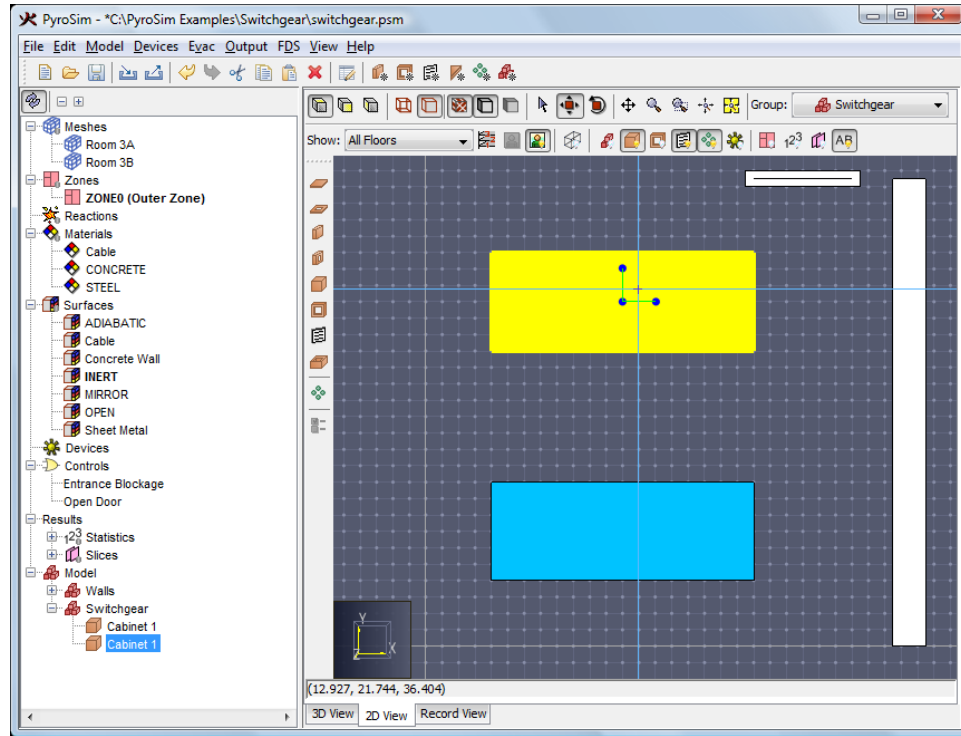 PyroSim - *C:\PyroSim Examples\Switchgear\switchgear.psm
File Edit Model Devices Evac Output FDS View Help
Group: Switchgear
Show: All Floors
Meshes
Room 3A
Room 3B
Zones
ZONE0 (Outer Zone)
Reactions
Materials
Cable
CONCRETE
STEEL
Surfaces
ADIABATIC
Cable
Concrete Wall
INERT
MIRROR
OPEN
Sheet Metal
Devices
Controls
Entrance Blockage
Open Door
Results
Statistics
Slices
Model
Walls
Switchgear
Cabinet 1
Cabinet 1
Y
X
Z
(12.927, 21.744, 36.404)
3D View 2D View Record View